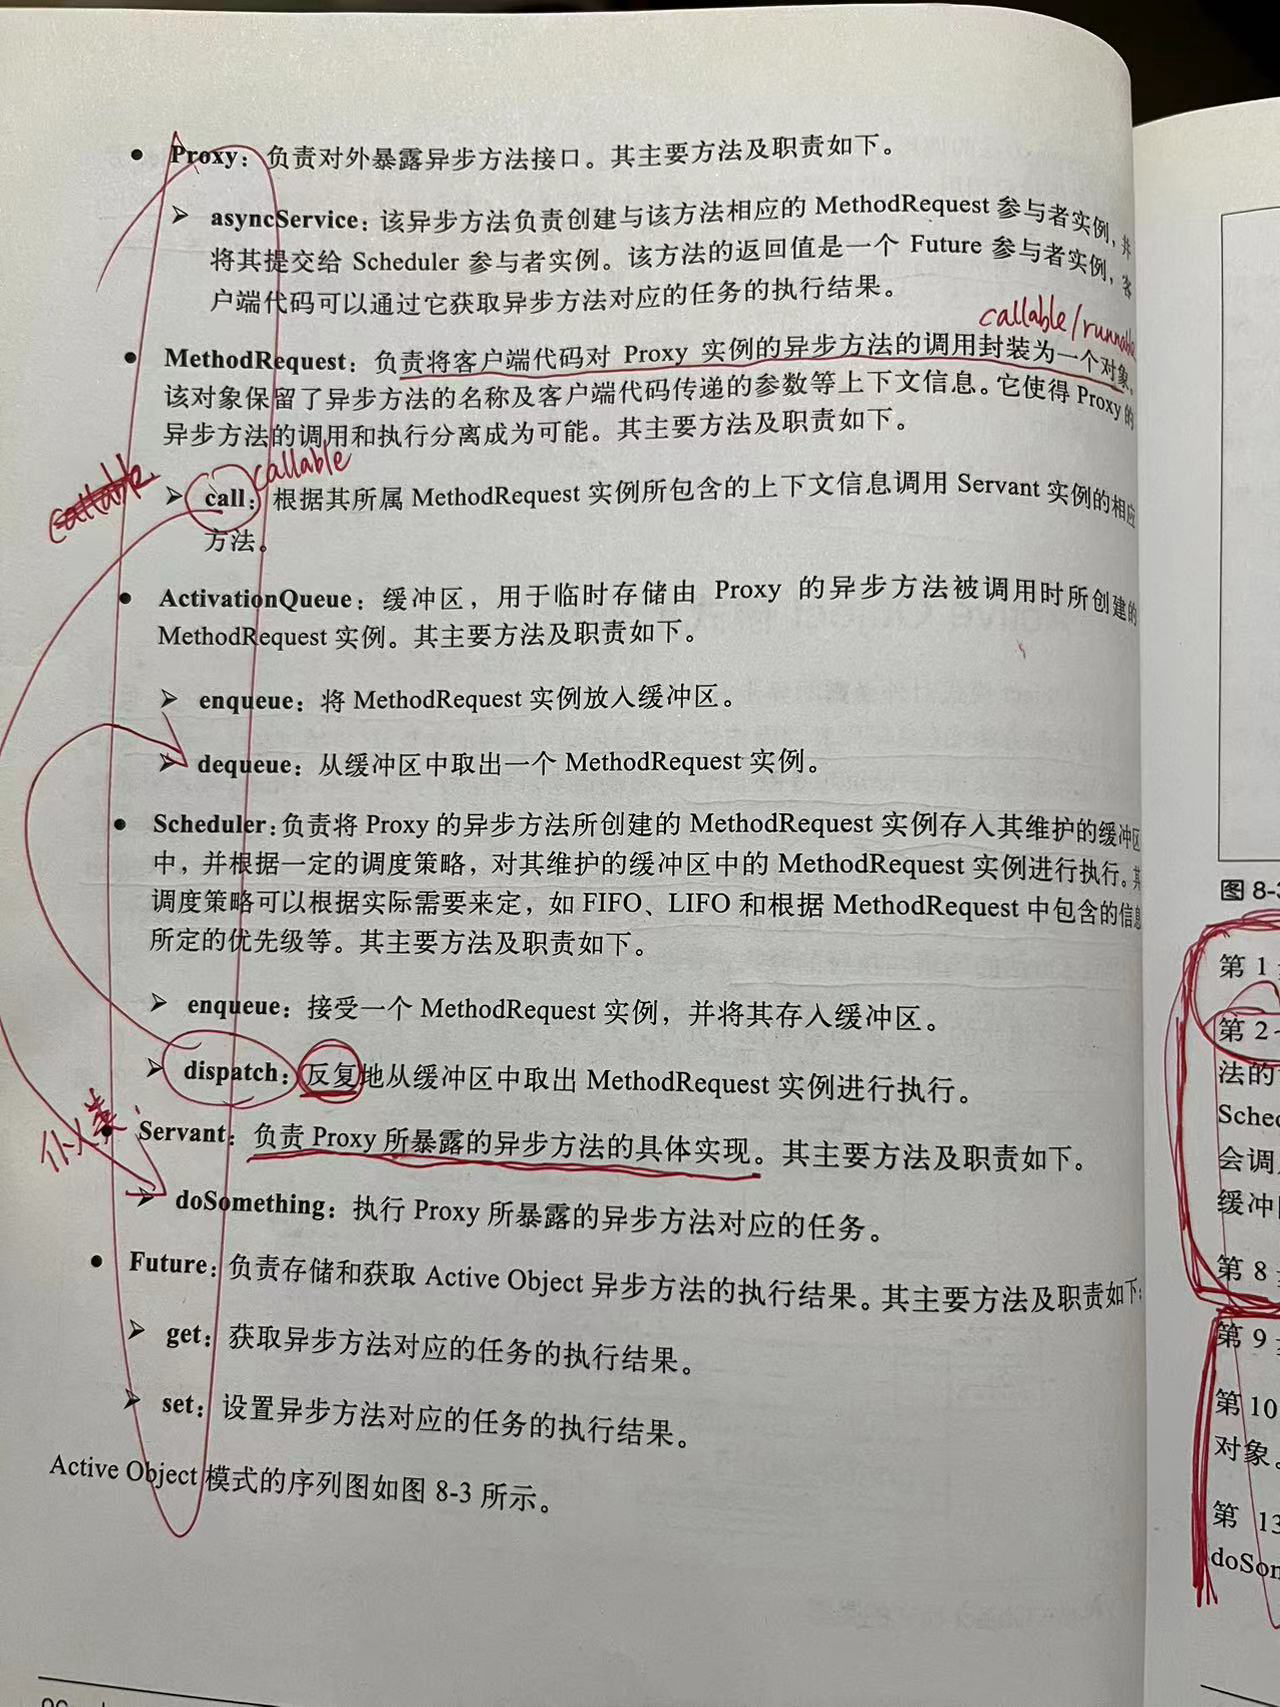 • Proxy：负责对外暴露异步方法接口。其主要方法及职责如下。
➢ asyncService：该异步方法负责创建与该方法相应的 MethodRequest 参与者实例，并
将其提交给 Scheduler 参与者实例。该方法的返回值是一个 Future 参与者实例，客
户端代码可以通过它获取异步方法对应的任务的执行结果。
callable/runnable
• MethodRequest：负责将客户端代码对 Proxy 实例的异步方法的调用封装为一个对象。
该对象保留了异步方法的名称及客户端代码传递的参数等上下文信息。它使得 Proxy 的
异步方法的调用和执行分离成为可能。其主要方法及职责如下。
callable
callable
➢ call：根据其所属 MethodRequest 实例所包含的上下文信息调用 Servant 实例的相应
方法。
• ActivationQueue：缓冲区，用于临时存储由 Proxy 的异步方法被调用时所创建的
MethodRequest 实例。其主要方法及职责如下。
➢ enqueue：将 MethodRequest 实例放入缓冲区。
➢ dequeue：从缓冲区中取出一个 MethodRequest 实例。
• Scheduler：负责将 Proxy 的异步方法所创建的 MethodRequest 实例存入其维护的缓冲区
中，并根据一定的调度策略，对其维护的缓冲区中的 MethodRequest 实例进行执行。其
调度策略可以根据实际需要来定，如 FIFO、LIFO 和根据 MethodRequest 中包含的信息
所定的优先级等。其主要方法及职责如下。
➢ enqueue：接受一个 MethodRequest 实例，并将其存入缓冲区。
➢ dispatch：反复地从缓冲区中取出 MethodRequest 实例进行执行。
仆人类
• Servant：负责 Proxy 所暴露的异步方法的具体实现。其主要方法及职责如下。
➢ doSomething：执行 Proxy 所暴露的异步方法对应的任务。
• Future：负责存储和获取 Active Object 异步方法的执行结果。其主要方法及职责如下：
➢ get：获取异步方法对应的任务的执行结果。
➢ set：设置异步方法对应的任务的执行结果。
Active Object 模式的序列图如图 8-3 所示。
图 8-3
第 1
第 2
法的
Sched
会调
缓冲
第 8
第 9
第 10
对象。
第 13
doSom